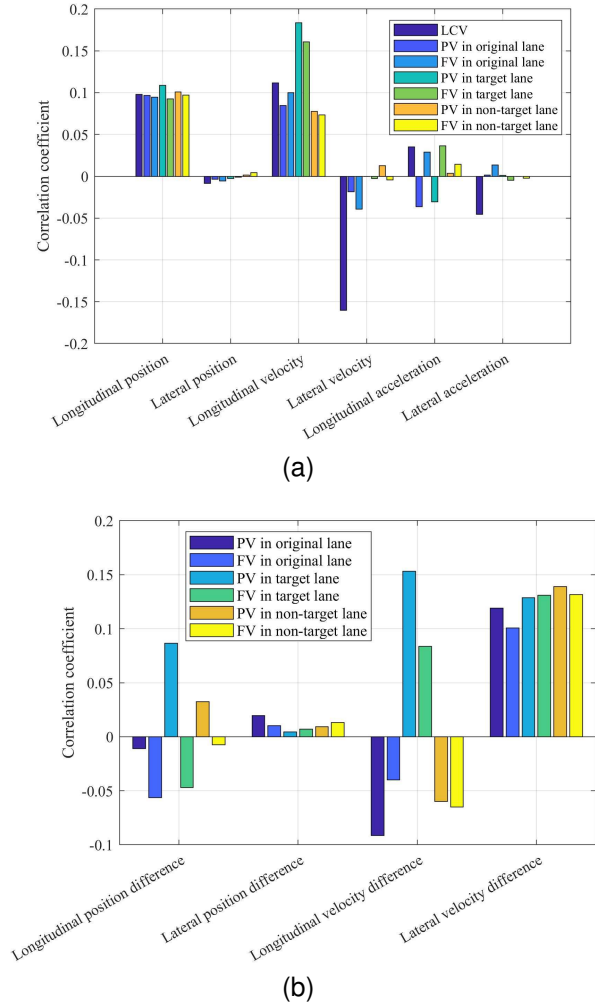 0.2
0.15
0.1
0.05
0
-0.05
-0.1
-0.15
-0.2
Correlation coefficient
LCV
PV in original lane
FV in original lane
PV in target lane
FV in target lane
PV in non-target lane
FV in non-target lane
Longitudinal position
Lateral position
Longitudinal velocity
Lateral velocity
Longitudinal acceleration
Lateral acceleration
(a)
0.2
0.15
0.1
0.05
0
-0.05
-0.1
Correlation coefficient
PV in original lane
FV in original lane
PV in target lane
FV in target lane
PV in non-target lane
FV in non-target lane
Longitudinal position difference
Lateral position difference
Longitudinal velocity difference
Lateral velocity difference
(b)